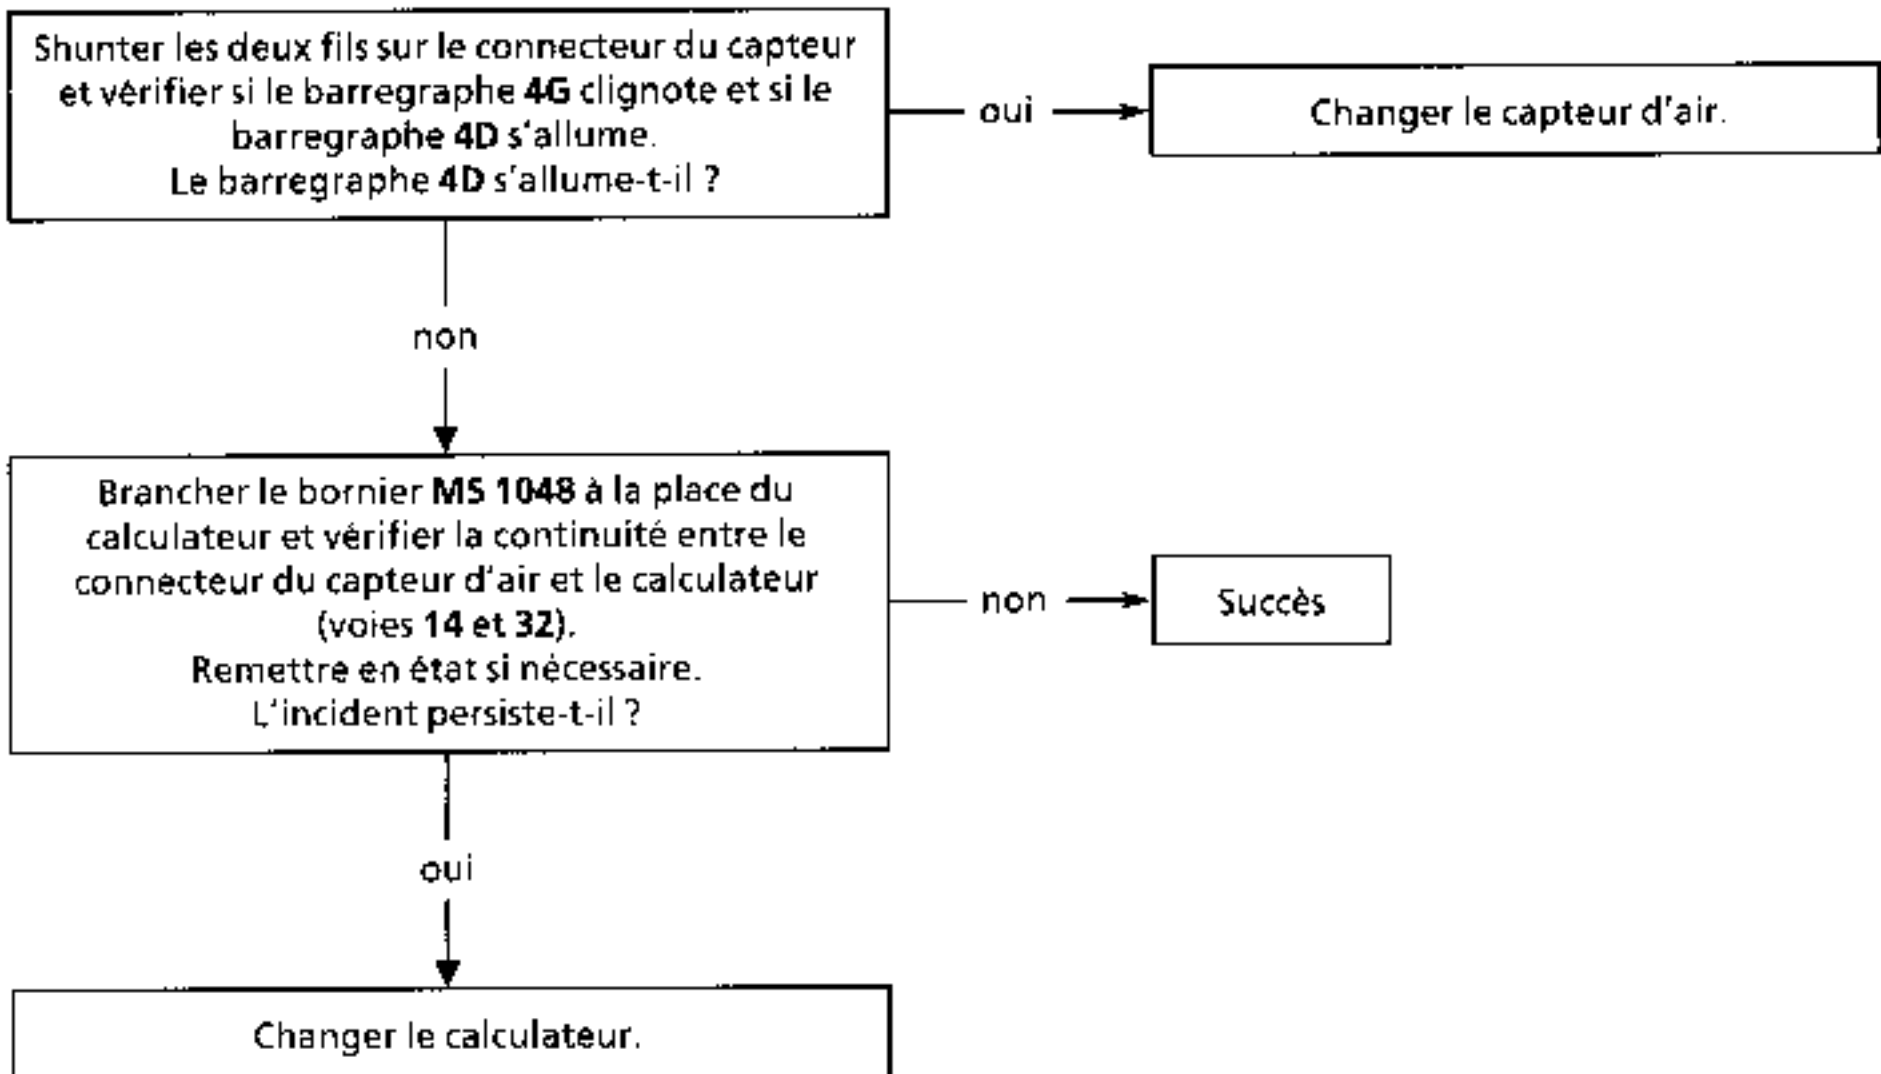 Shunter les deux fils sur le connecteur du capteur
et vérifier si le barregraphe 4G clignote et si le
barregraphe 4D s'allume.
Le barregraphe 4D s'allume-t-il ?
oui
Changer le capteur d'air.
non
Brancher le bornier MS 1048 à la place du
calculateur et vérifier la continuité entre le
connecteur du capteur d'air et le calculateur
(voies 14 et 32).
Remettre en état si nécessaire.
L'incident persiste-t-il ?
non
Succès
oui
Changer le calculateur.